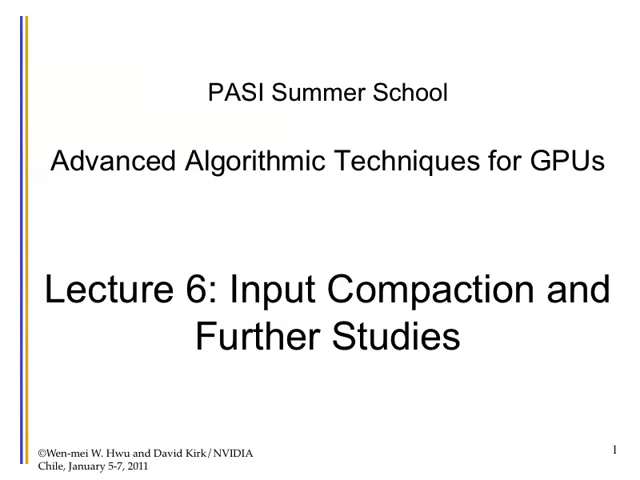 PASI Summer School
Advanced Algorithmic Techniques for GPUs
Lecture 6: Input Compaction and
Further Studies
©Wen-mei W. Hwu and David Kirk/NVIDIA
Chile, January 5-7, 2011
1